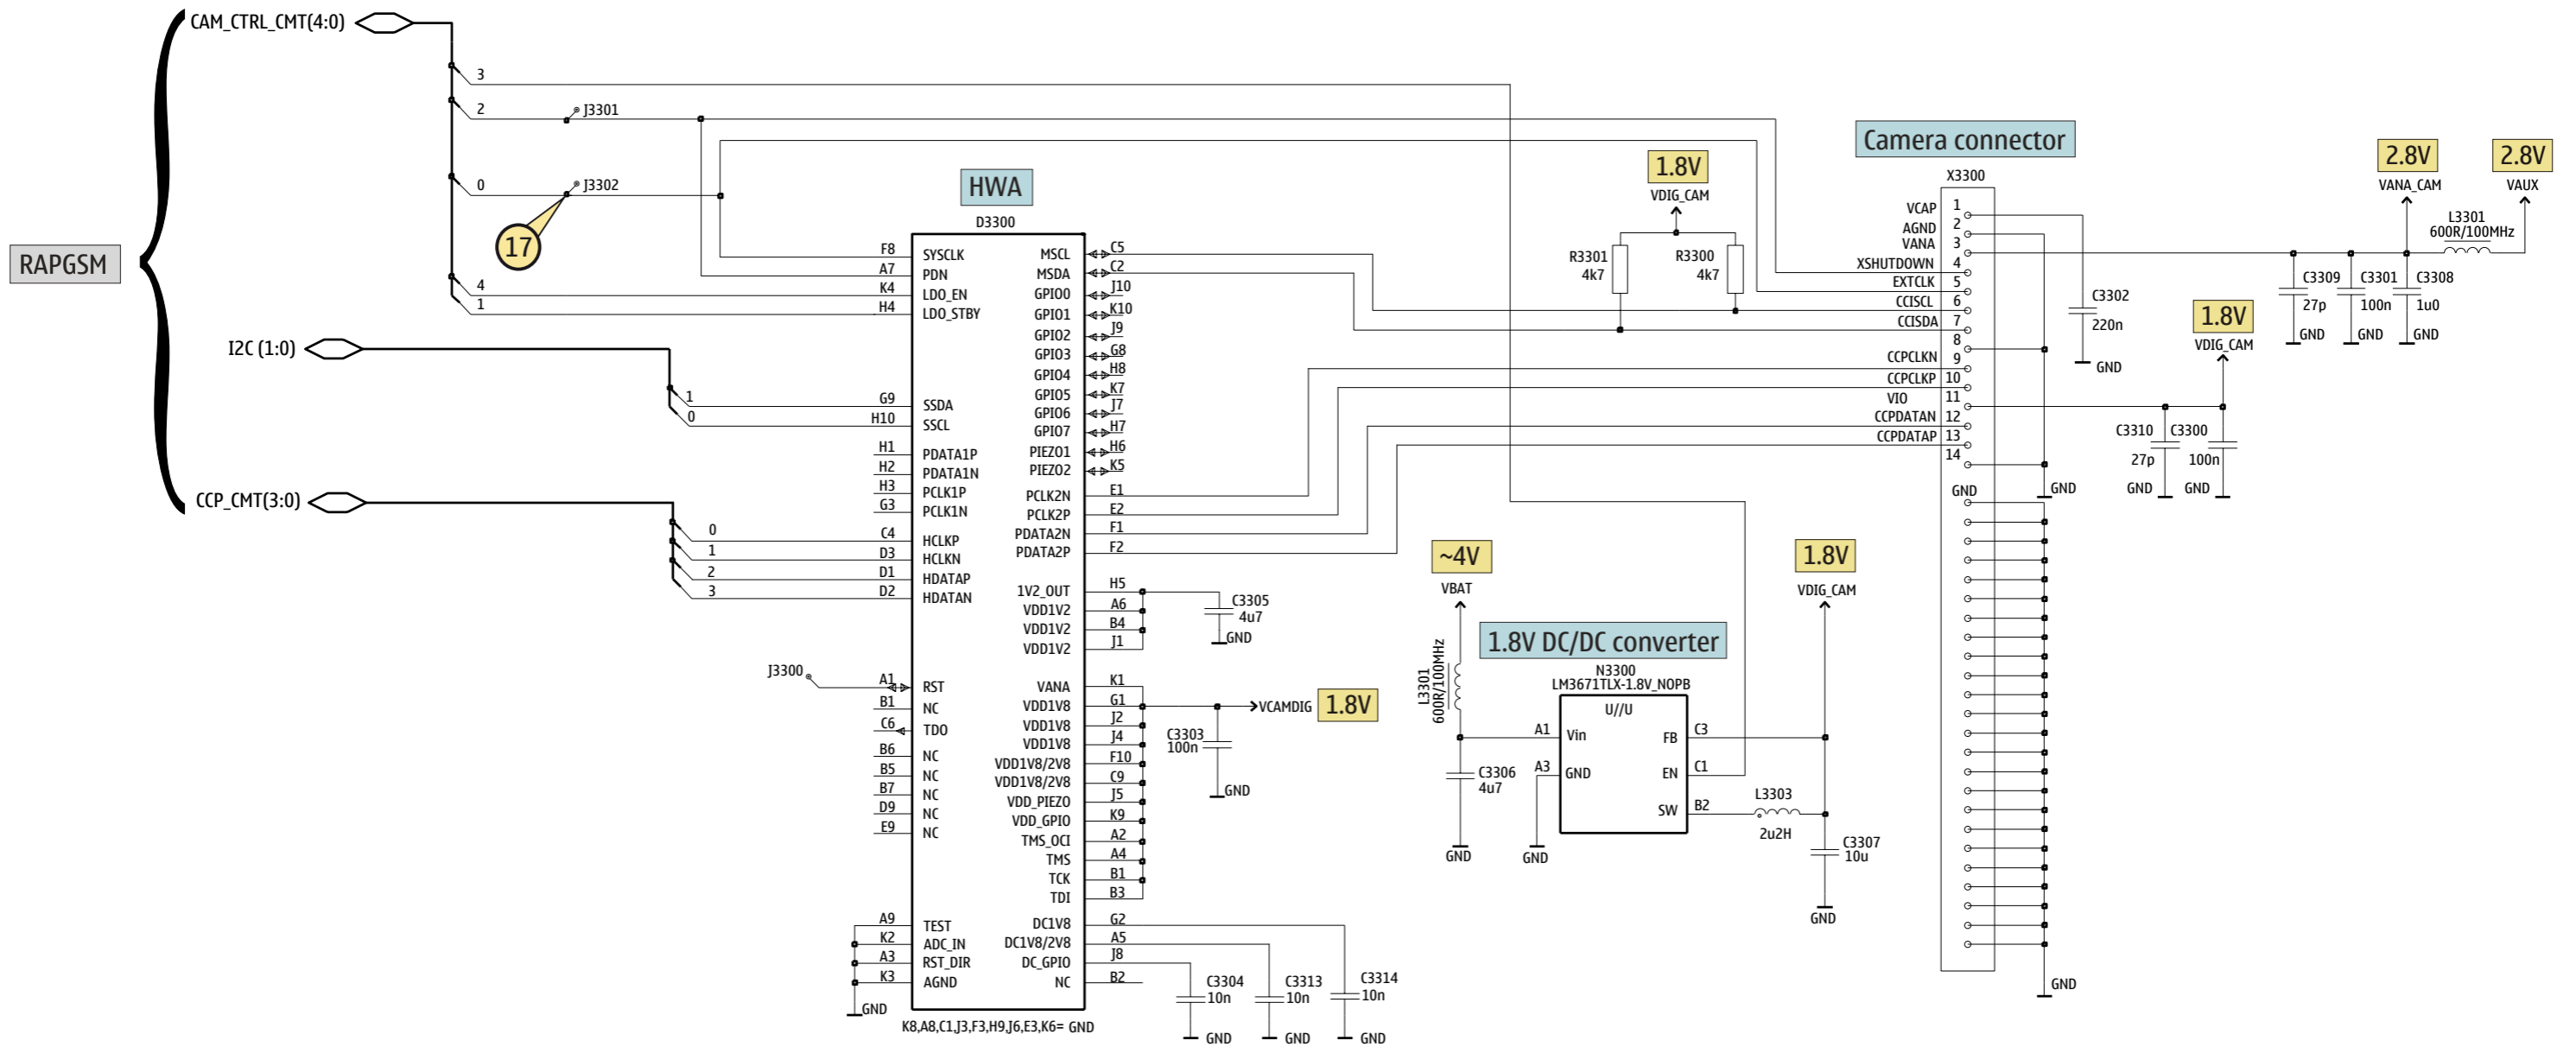 CAM_CTRL_CMT(4:0)
3
2
J3301
0
J3302
17
4
1
RAPGSM
I2C (1:0)
1
0
CCP_CMT(3:0)
0
1
2
3
HWA
D3300
F8 SYSCLK
A7 PDN
K4 LDO_EN
H4 LDO_STBY
G9 SSDA
H10 SSCL
H1 PDATA1P
H2 PDATA1N
H3 PCLK1P
G3 PCLK1N
C4 HCLKP
D3 HCLKN
D1 HDATAP
D2 HDATAN
J3300
A1 RST
B1 NC
C6 TDO
B6 NC
B5 NC
B7 NC
D9 NC
E9 NC
A9 TEST
K2 ADC_IN
A3 RST_DIR
K3 AGND
GND
MSCL C5
MSDA C2
GPIO0 J10
GPIO1 K10
GPIO2 J9
GPIO3 G8
GPIO4 H8
GPIO5 K7
GPIO6 J7
GPIO7 H7
PIEZO1 H6
PIEZO2 K5
PCLK2N E1
PCLK2P E2
PDATA2N F1
PDATA2P F2
1V2_OUT H5
VDD1V2 A6
VDD1V2 B4
VDD1V2 J1
VANA K1
VDD1V8 G1
VDD1V8 J2
VDD1V8 J4
VDD1V8/2V8 F10
VDD1V8/2V8 C9
VDD_PIEZO J5
VDD_GPIO K9
TMS_OCI A2
TMS A4
TCK B1
TDI B3
DC1V8 G2
DC1V8/2V8 A5
DC_GPIO J8
NC B2
K8,A8,C1,J3,F3,H9,J6,E3,K6= GND
C3305
4u7
GND
VCAMDIG
1.8V
C3303
100n
GND
C3304
10n
GND
C3313
10n
GND
C3314
10n
GND
1.8V
VDIG_CAM
R3301
4k7
R3300
4k7
~4V
VBAT
L3301
600R/100MHz
C3306
4u7
GND
1.8V DC/DC converter
N3300
LM3671TLX-1.8V_NOPB
U//U
A1 Vin
A3 GND
FB C3
EN C1
SW B2
GND
L3303
2u2H
1.8V
VDIG_CAM
C3307
10u
GND
Camera connector
X3300
VCAP 1
AGND 2
VANA 3
XSHUTDOWN 4
EXTCLK 5
CCISCL 6
CCISDA 7
8
CCPCLKN 9
CCPCLKP 10
VIO 11
CCPDATAN 12
CCPDATAP 13
14
GND
GND
GND
C3302
220n
GND
2.8V
VANA_CAM
2.8V
VAUX
L3301
600R/100MHz
C3309
27p
GND
C3301
100n
GND
C3308
1u0
GND
1.8V
VDIG_CAM
C3310
27p
GND
C3300
100n
GND